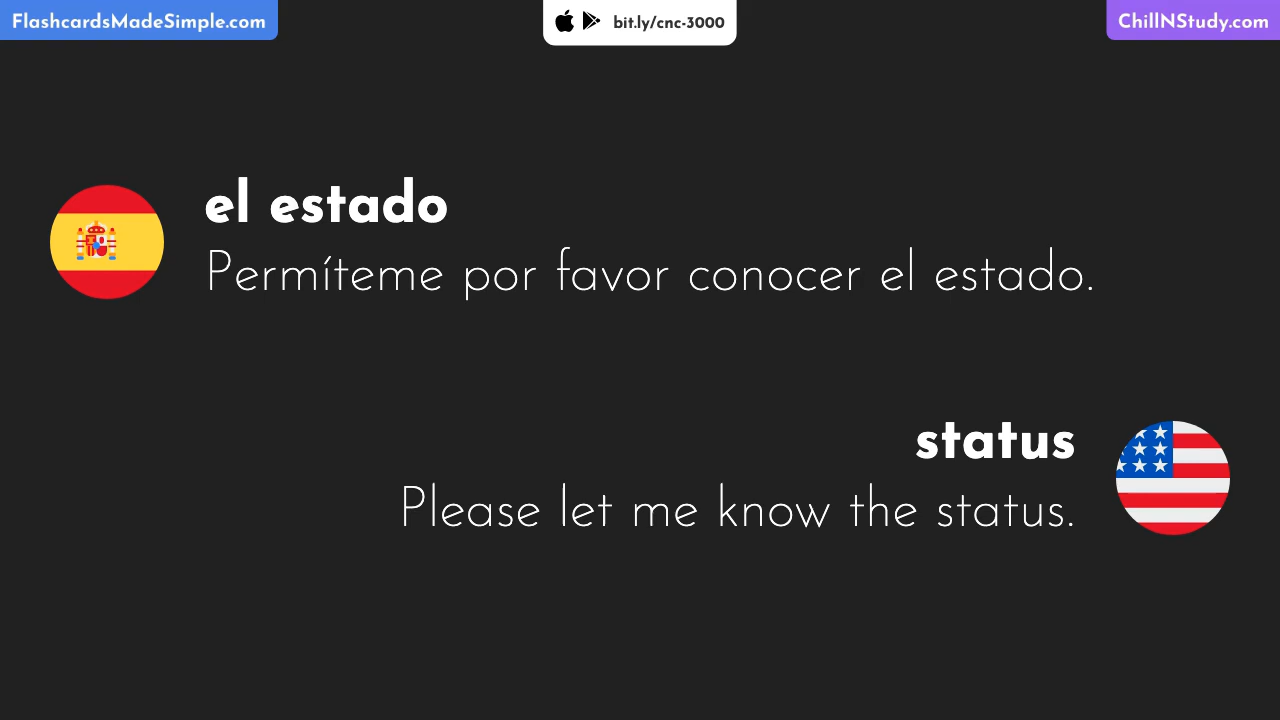 FlashcardsMadeSimple.com
bit.ly/cnc-3000
ChillNStudy.com
el estado
Permíteme por favor conocer el estado.
status
Please let me know the status.